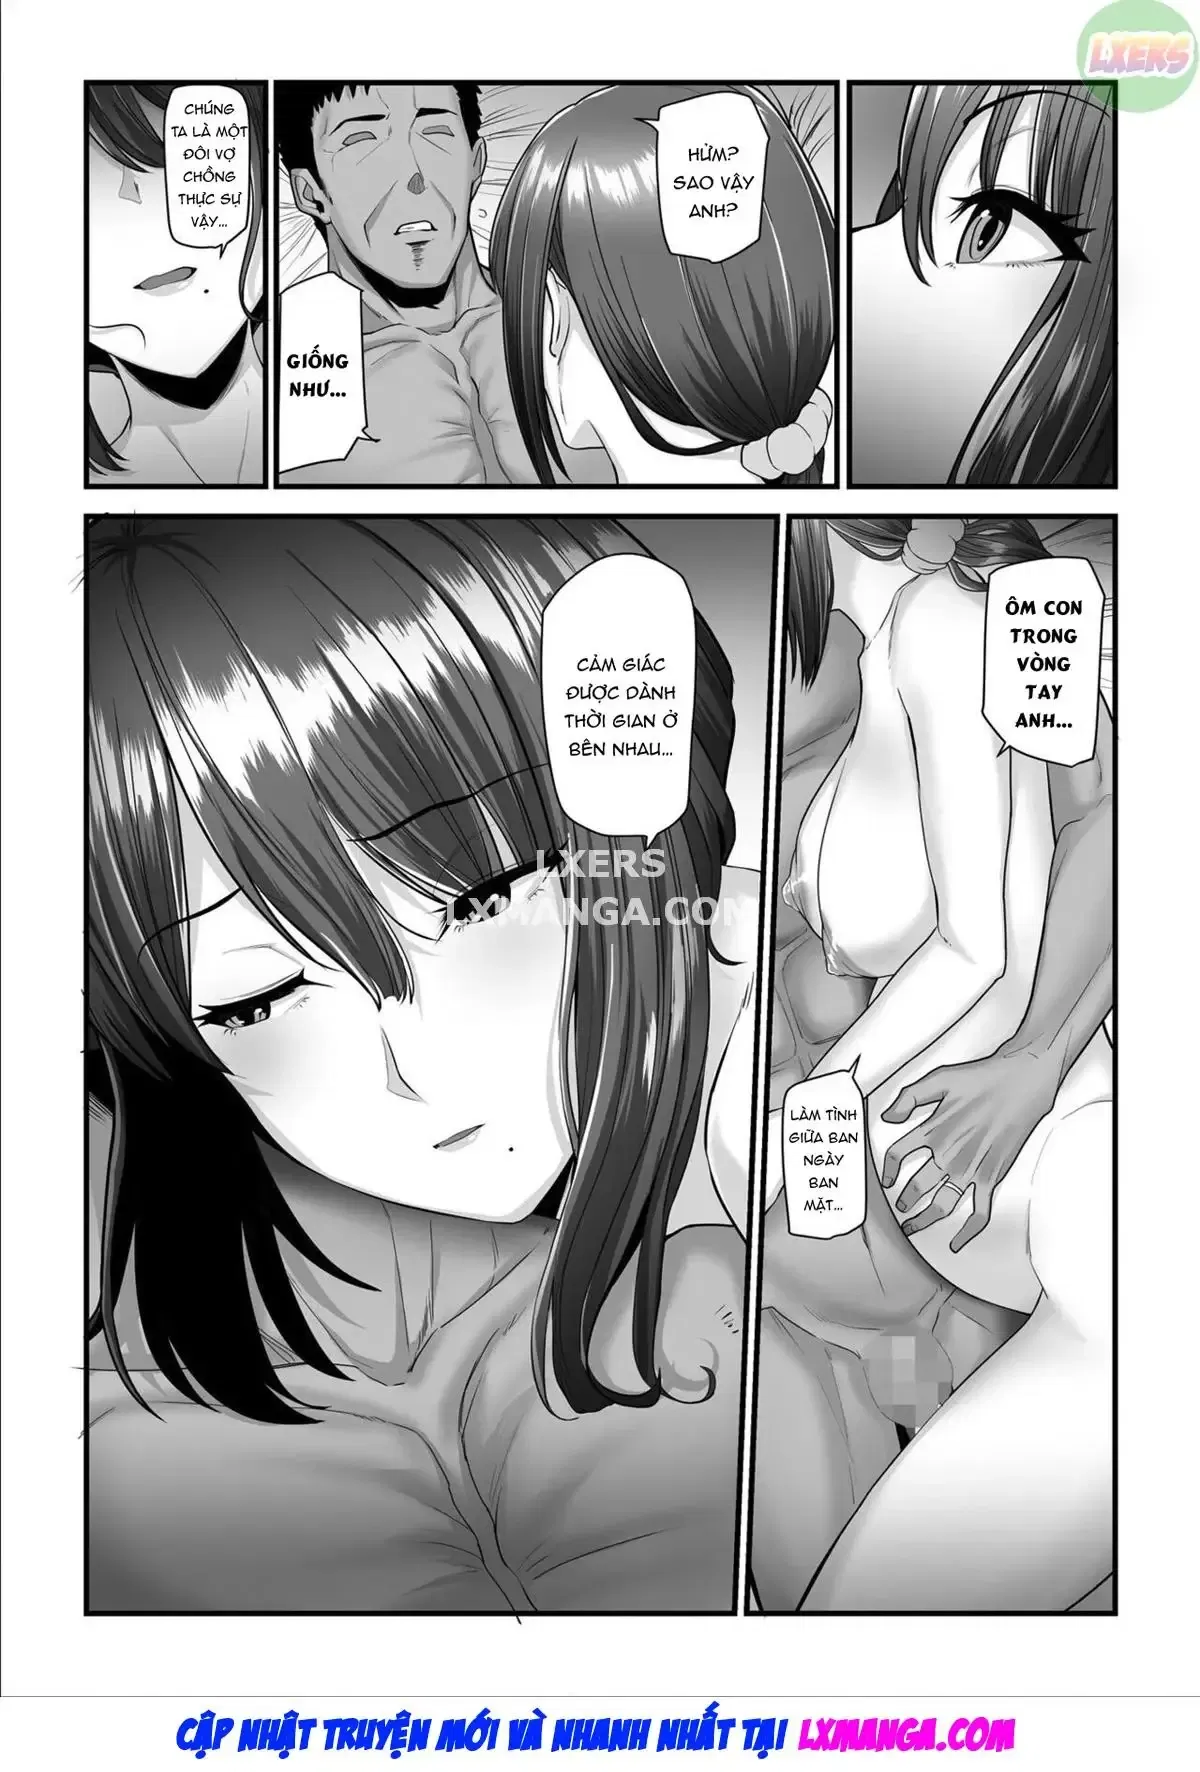 LXERS
HỬM?
SAO VẬY
ANH?
GIỐNG
NHƯ...
CHÚNG
TA LÀ MỘT
ĐÔI VỢ
CHỒNG
THỰC SỰ
VẬY...
ÔM CON
TRONG
VÒNG
TAY
ANH...
LÀM TÌNH
GIỮA BAN
NGÀY
BAN
MẶT...
CẢM GIÁC
ĐƯỢC DÀNH
THỜI GIAN Ở
BÊN NHAU...
LXERS
LXMANGA.COM
CẬP NHẬT TRUYỆN MỚI VÀ NHANH NHẤT TẠI LXMANGA.COM